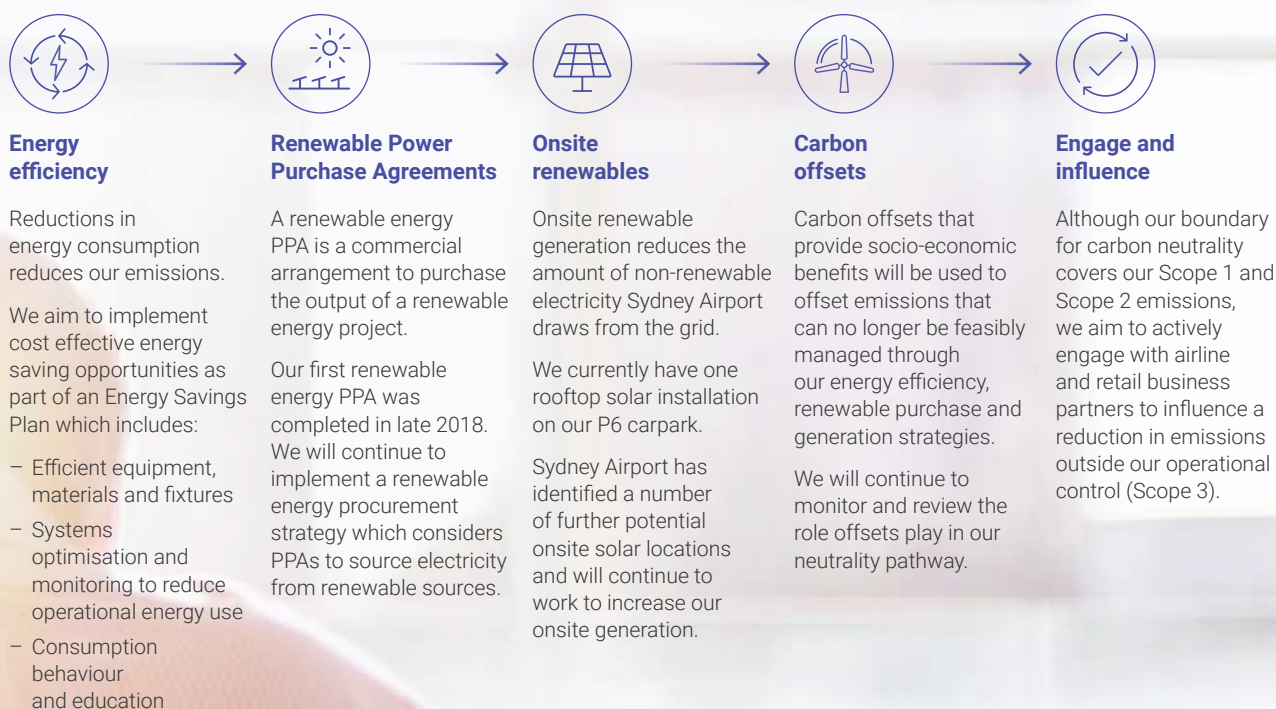 Energy
efficiency
Reductions in
energy consumption
reduces our emissions.
We aim to implement
cost effective energy
saving opportunities as
part of an Energy Savings
Plan which includes:
– Efficient equipment,
materials and fixtures
– Systems
optimisation and
monitoring to reduce
operational energy use
– Consumption
behaviour
and education
Renewable Power
Purchase Agreements
A renewable energy
PPA is a commercial
arrangement to purchase
the output of a renewable
energy project.
Our first renewable
energy PPA was
completed in late 2018.
We will continue to
implement a renewable
energy procurement
strategy which considers
PPAs to source electricity
from renewable sources.
Onsite
renewables
Onsite renewable
generation reduces the
amount of non-renewable
electricity Sydney Airport
draws from the grid.
We currently have one
rooftop solar installation
on our P6 carpark.
Sydney Airport has
identified a number
of further potential
onsite solar locations
and will continue to
work to increase our
onsite generation.
Carbon
offsets
Carbon offsets that
provide socio-economic
benefits will be used to
offset emissions that
can no longer be feasibly
managed through
our energy efficiency,
renewable purchase and
generation strategies.
We will continue to
monitor and review the
role offsets play in our
neutrality pathway.
Engage and
influence
Although our boundary
for carbon neutrality
covers our Scope 1 and
Scope 2 emissions,
we aim to actively
engage with airline
and retail business
partners to influence a
reduction in emissions
outside our operational
control (Scope 3).